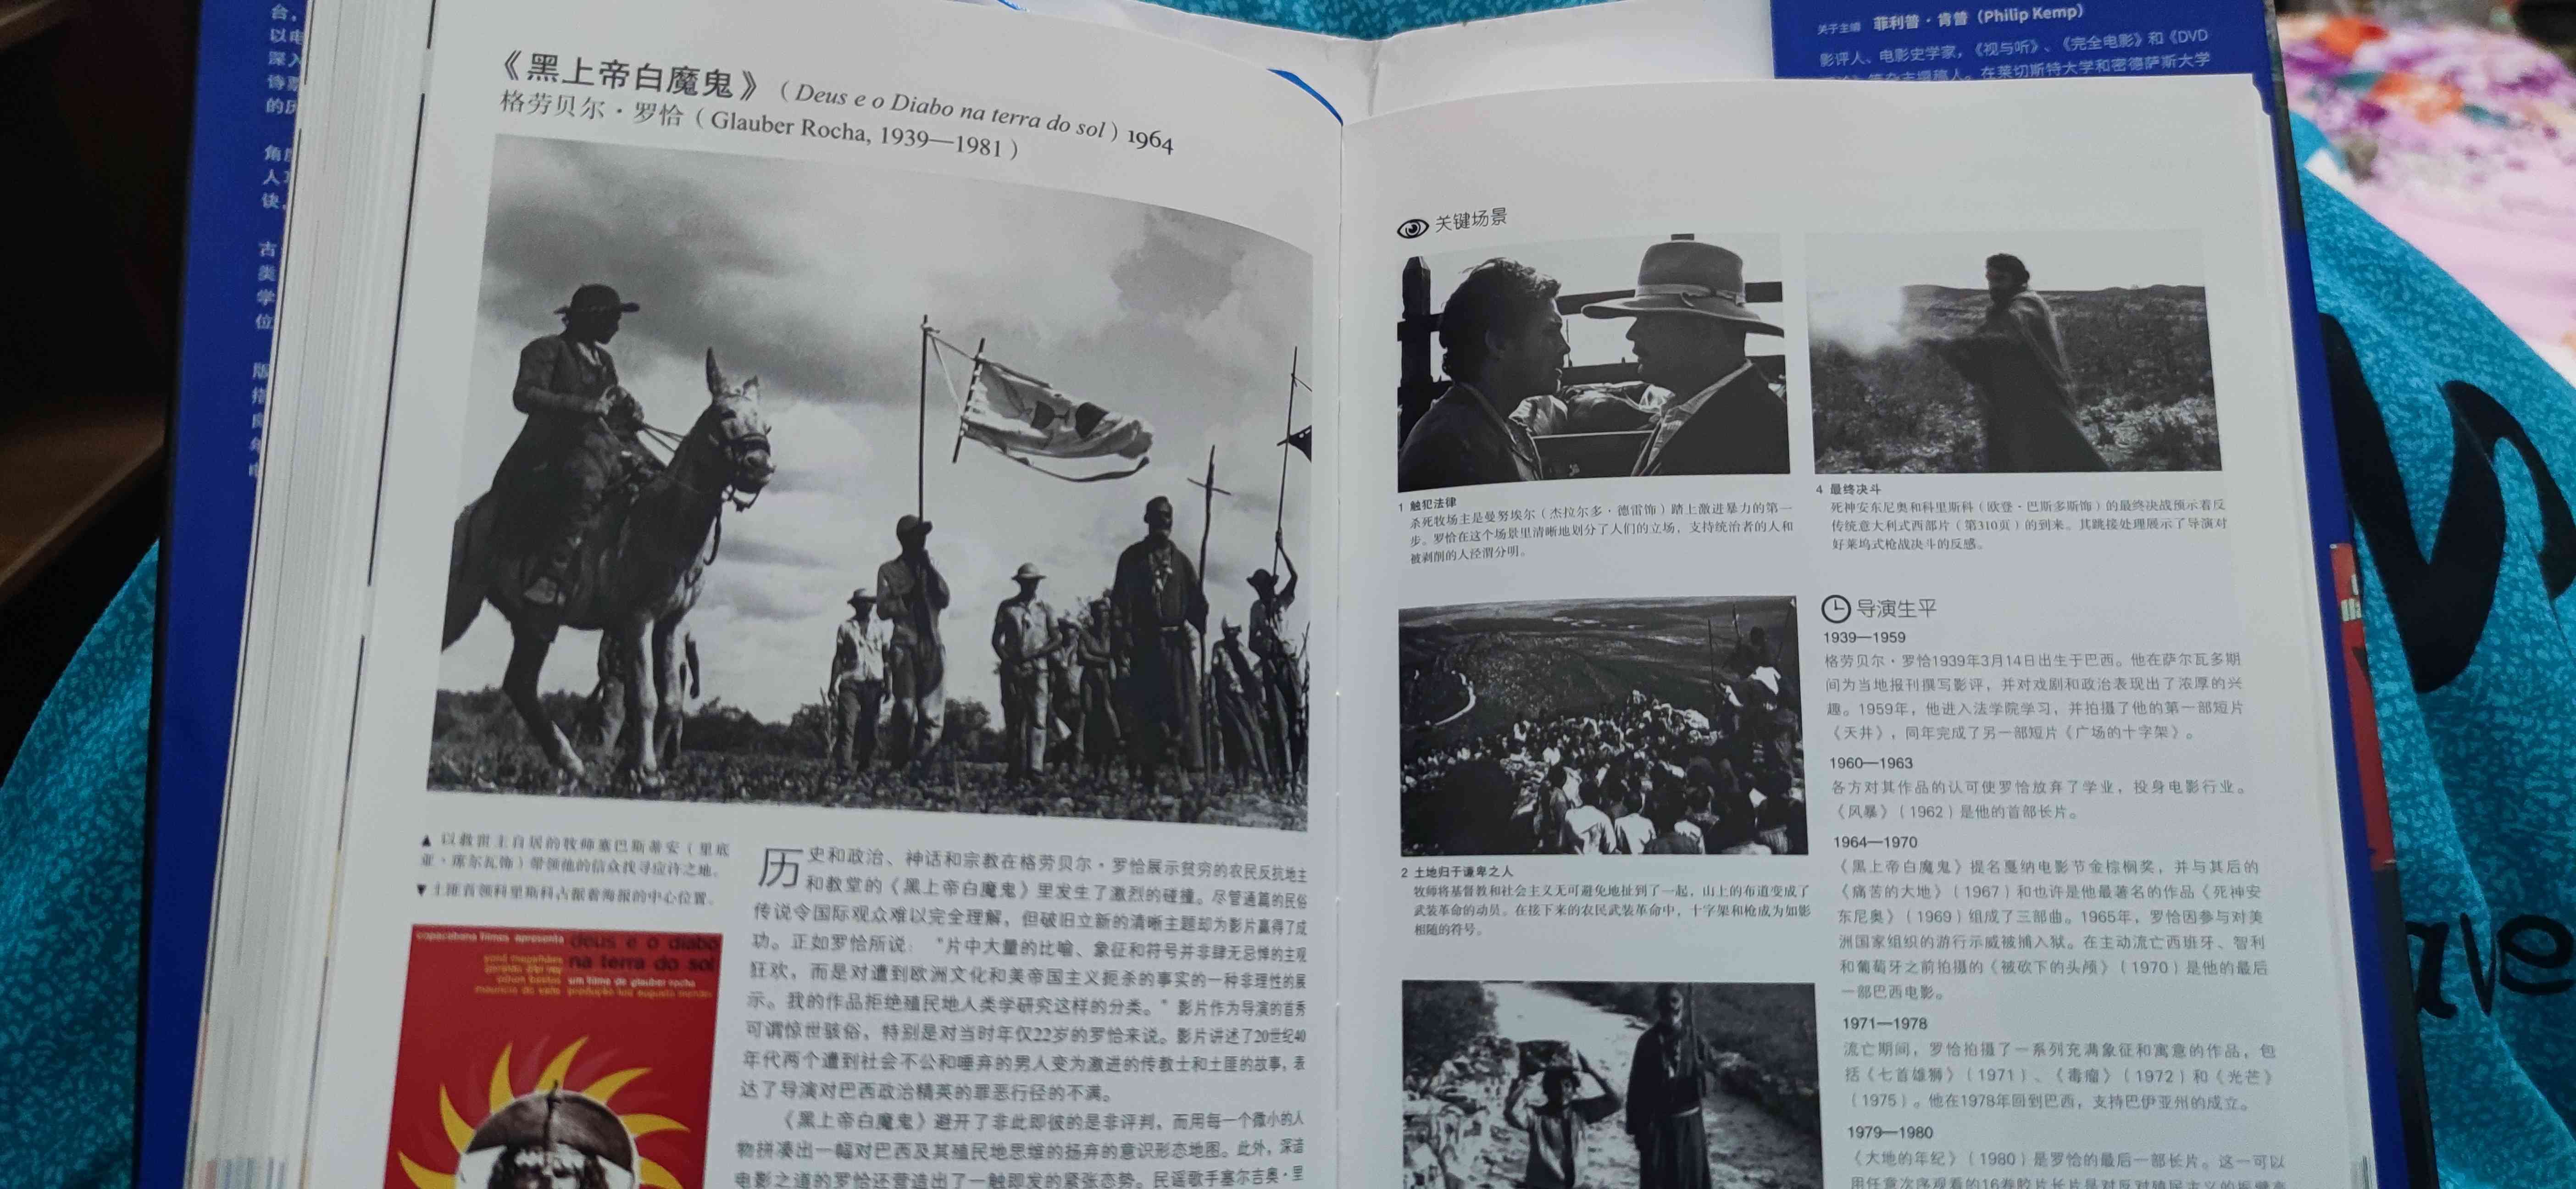 台，
以电
深入
的历
人
诀，
古
类
学
位
版
《黑上帝白魔鬼》（Deus e o Diabo na terra do sol）1964
格劳贝尔·罗恰（Glauber Rocha, 1939—1981）
▲ 以救世主自居的牧师塞巴斯蒂安（里底
亚·席尔瓦饰）带领他的信众找寻应许之地。
▼ 土匪首领科里斯科占据着海报的中心位置。
copacabana filmes apresenta deus e o diabo
na terra do sol
yoná magalhães
geraldo del rey
othon bastos um filme de glauber rocha
mauricio do valle produção luiz augusto mendes
历史和政治、神话和宗教在格劳贝尔·罗恰展示贫穷的农民反抗地主
和教堂的《黑上帝白魔鬼》里发生了激烈的碰撞。尽管通篇的民俗
传说令国际观众难以完全理解，但破旧立新的清晰主题却为影片赢得了成
功。正如罗恰所说：“片中大量的比喻、象征和符号并非肆无忌惮的主观
狂欢，而是对遭到欧洲文化和美帝国主义扼杀的事实的一种非理性的展
示。我的作品拒绝殖民地人类学研究这样的分类。”影片作为导演的首秀
可谓惊世骇俗，特别是对当时年仅22岁的罗恰来说。影片讲述了20世纪40
年代两个遭到社会不公和唾弃的男人变为激进的传教士和土匪的故事，表
达了导演对巴西政治精英的罪恶行径的不满。
《黑上帝白魔鬼》避开了非此即彼的是非评判，而用每一个微小的人
物拼凑出一幅对巴西及其殖民地思维的扬弃的意识形态地图。此外，深谙
电影之道的罗恰还营造出了一触即发的紧张态势。民谣歌手塞尔吉奥·里
关于主编 菲利普·肯普（Philip Kemp）
影评人、电影史学家，《视与听》、《完全电影》和《DVD
等杂志撰稿人。在莱切斯特大学和密德萨斯大学
关键场景
1 触犯法律
杀死牧场主是曼努埃尔（杰拉尔多·德雷饰）踏上激进暴力的第一
步。罗恰在这个场景里清晰地划分了人们的立场，支持统治者的人和
被剥削的人泾渭分明。
2 土地归于谦卑之人
牧师将基督教和社会主义无可避免地扯到了一起，山上的布道变成了
武装革命的动员。在接下来的农民武装革命中，十字架和枪成为如影
相随的符号。
4 最终决斗
死神安东尼奥和科里斯科（欧登·巴斯多斯饰）的最终决战预示着反
传统意大利式西部片（第310页）的到来。其跳接处理展示了导演对
好莱坞式枪战决斗的反感。
导演生平
1939—1959
格劳贝尔·罗恰1939年3月14日出生于巴西。他在萨尔瓦多期
间为当地报刊撰写影评，并对戏剧和政治表现出了浓厚的兴
趣。1959年，他进入法学院学习，并拍摄了他的第一部短片
《天井》，同年完成了另一部短片《广场的十字架》。
1960—1963
各方对其作品的认可使罗恰放弃了学业，投身电影行业。
《风暴》（1962）是他的首部长片。
1964—1970
《黑上帝白魔鬼》提名戛纳电影节金棕榈奖，并与其后的
《痛苦的大地》（1967）和也许是他最著名的作品《死神安
东尼奥》（1969）组成了三部曲。1965年，罗恰因参与对美
洲国家组织的游行示威被捕入狱。在主动流亡西班牙、智利
和葡萄牙之前拍摄的《被砍下的头颅》（1970）是他的最后
一部巴西电影。
1971—1978
流亡期间，罗恰拍摄了一系列充满象征和寓意的作品，包
括《七首雄狮》（1971）、《毒瘤》（1972）和《光芒》
（1975）。他在1978年回到巴西，支持巴伊亚州的成立。
1979—1980
《大地的年纪》（1980）是罗恰的最后一部长片。这一可以
用任意次序观看的16卷胶片长片是对反对殖民主义的
ave